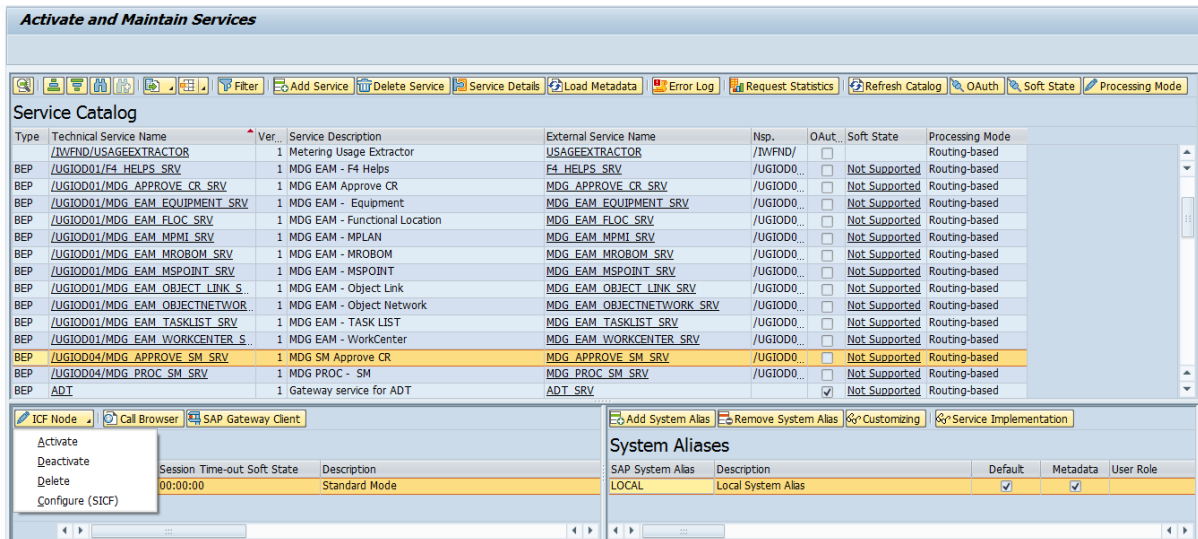 Activate and Maintain Services
Filter Add Service Delete Service Service Details Load Metadata Error Log Request Statistics Refresh Catalog OAuth Soft State Processing Mode
Service Catalog
Type Technical Service Name Ver... Service Description External Service Name Nsp. OAut... Soft State Processing Mode
/IWFND/USAGEEXTRACTOR 1 Metering Usage Extractor USAGEEXTRACTOR /IWFND/ Routing-based
BEP /UGIOD01/F4_HELPS_SRV 1 MDG EAM - F4 Helps F4_HELPS_SRV /UGIOD0... Not Supported Routing-based
BEP /UGIOD01/MDG_APPROVE_CR_SRV 1 MDG EAM Approve CR MDG_APPROVE_CR_SRV /UGIOD0... Not Supported Routing-based
BEP /UGIOD01/MDG_EAM_EQUIPMENT_SRV 1 MDG EAM - Equipment MDG_EAM_EQUIPMENT_SRV /UGIOD0... Not Supported Routing-based
BEP /UGIOD01/MDG_EAM_FLOC_SRV 1 MDG EAM - Functional Location MDG_EAM_FLOC_SRV /UGIOD0... Not Supported Routing-based
BEP /UGIOD01/MDG_EAM_MPMI_SRV 1 MDG EAM - MPLAN MDG_EAM_MPMI_SRV /UGIOD0... Not Supported Routing-based
BEP /UGIOD01/MDG_EAM_MROBOM_SRV 1 MDG EAM - MROBOM MDG_EAM_MROBOM_SRV /UGIOD0... Not Supported Routing-based
BEP /UGIOD01/MDG_EAM_MSPOINT_SRV 1 MDG EAM - MSPOINT MDG_EAM_MSPOINT_SRV /UGIOD0... Not Supported Routing-based
BEP /UGIOD01/MDG_EAM_OBJECT_LINK_S... 1 MDG EAM - Object Link MDG_EAM_OBJECT_LINK_SRV /UGIOD0... Not Supported Routing-based
BEP /UGIOD01/MDG_EAM_OBJECTNETWOR... 1 MDG EAM - Object Network MDG_EAM_OBJECTNETWORK_SRV /UGIOD0... Not Supported Routing-based
BEP /UGIOD01/MDG_EAM_TASKLIST_SRV 1 MDG EAM - TASK LIST MDG_EAM_TASKLIST_SRV /UGIOD0... Not Supported Routing-based
BEP /UGIOD01/MDG_EAM_WORKCENTER_S... 1 MDG EAM - WorkCenter MDG_EAM_WORKCENTER_SRV /UGIOD0... Not Supported Routing-based
BEP /UGIOD04/MDG_APPROVE_SM_SRV 1 MDG SM Approve CR MDG_APPROVE_SM_SRV /UGIOD0... Not Supported Routing-based
BEP /UGIOD04/MDG_PROC_SM_SRV 1 MDG PROC - SM MDG_PROC_SM_SRV /UGIOD0... Not Supported Routing-based
BEP ADT 1 Gateway service for ADT ADT_SRV Not Supported Routing-based
ICF Node Call Browser SAP Gateway Client
Activate
Deactivate
Delete
Configure (SICF)
Session Time-out Soft State Description
00:00:00 Standard Mode
Add System Alias Remove System Alias Customizing Service Implementation
System Aliases
SAP System Alias Description Default Metadata User Role
LOCAL Local System Alias